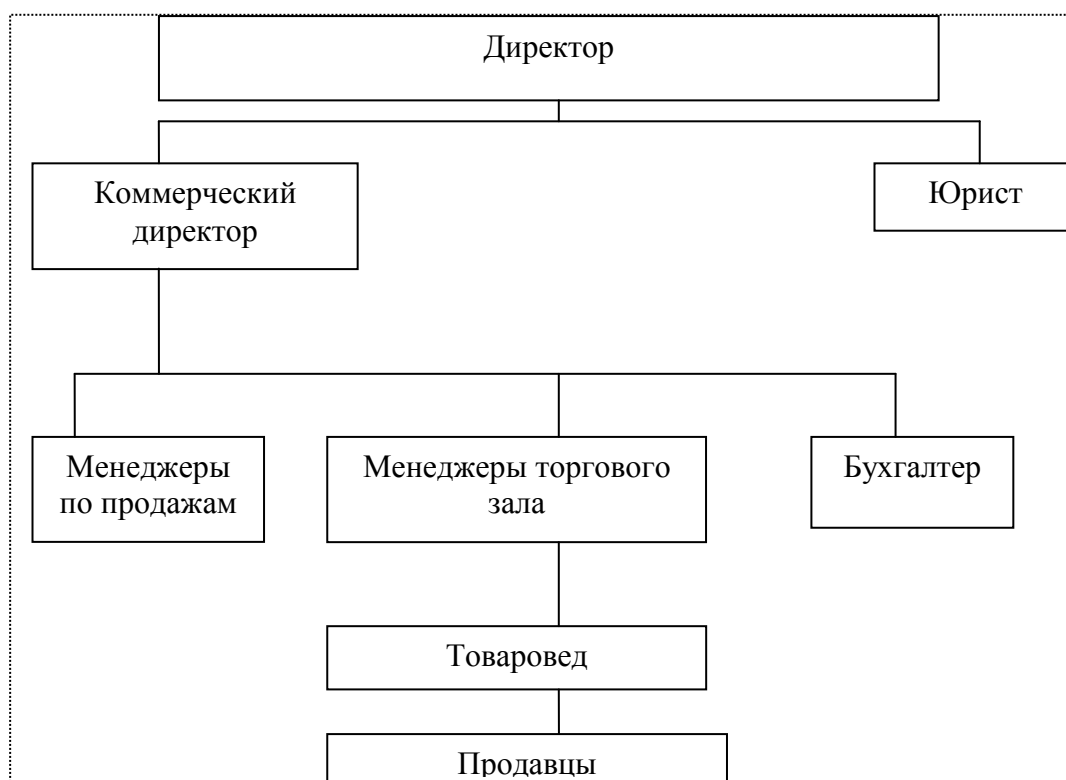 Директор
Коммерческий
директор
Юрист
Менеджеры
по продажам
Менеджеры торгового
зала
Бухгалтер
Товаровед
Продавцы